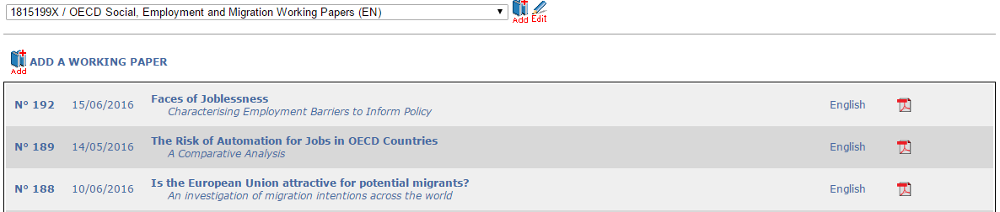 1815199X / OECD Social, Employment and Migration Working Papers (EN)
Add Edit
Add
ADD A WORKING PAPER
N° 192 15/06/2016 Faces of Joblessness English
Characterising Employment Barriers to Inform Policy
N° 189 14/05/2016 The Risk of Automation for Jobs in OECD Countries English
A Comparative Analysis
N° 188 10/06/2016 Is the European Union attractive for potential migrants? English
An investigation of migration intentions across the world